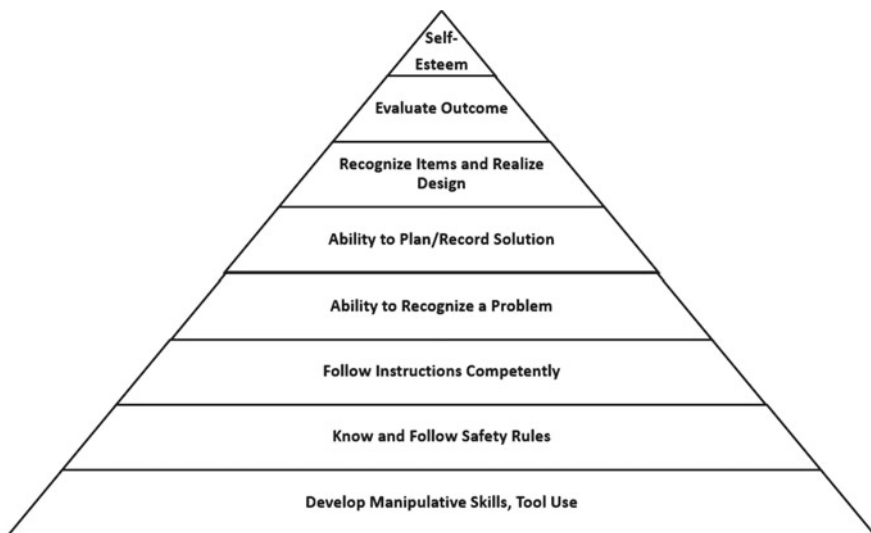 Self-
Esteem
Evaluate Outcome
Recognize Items and Realize
Design
Ability to Plan/Record Solution
Ability to Recognize a Problem
Follow Instructions Competently
Know and Follow Safety Rules
Develop Manipulative Skills, Tool Use